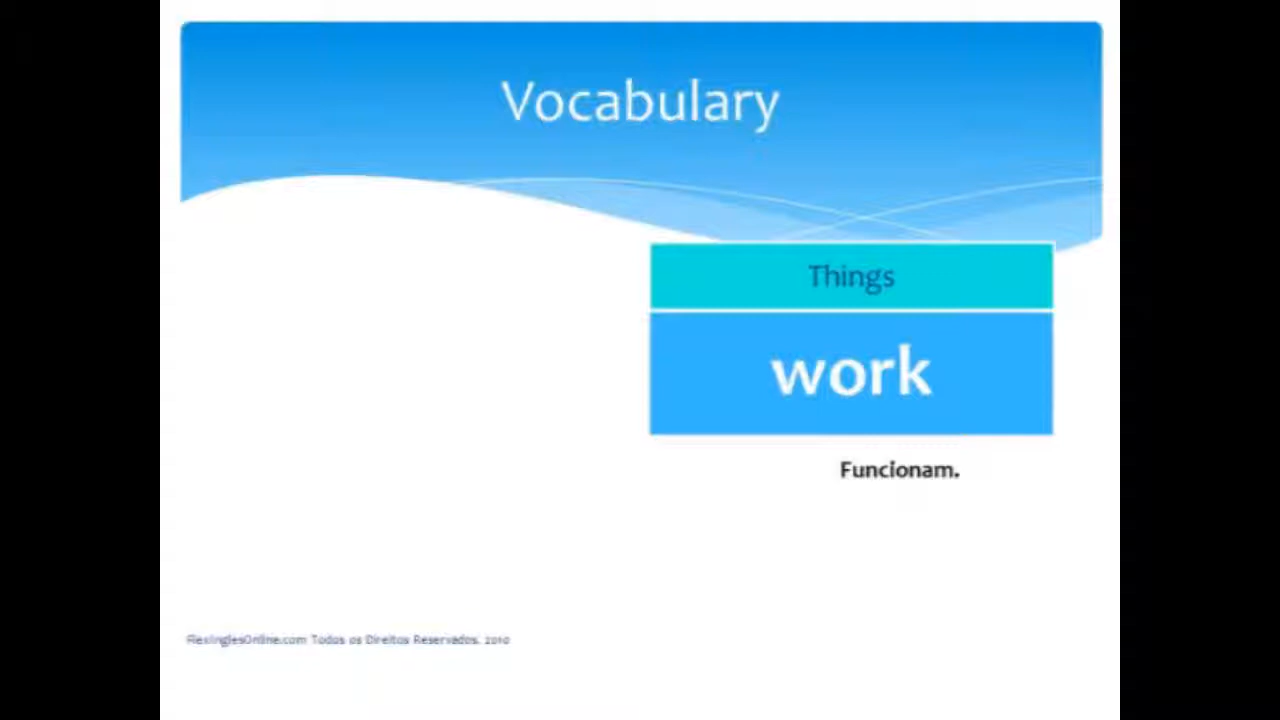 Vocabulary
Things
work
Funcionam.
FlexInglesOnline.com Todos os Direitos Reservados. 2010